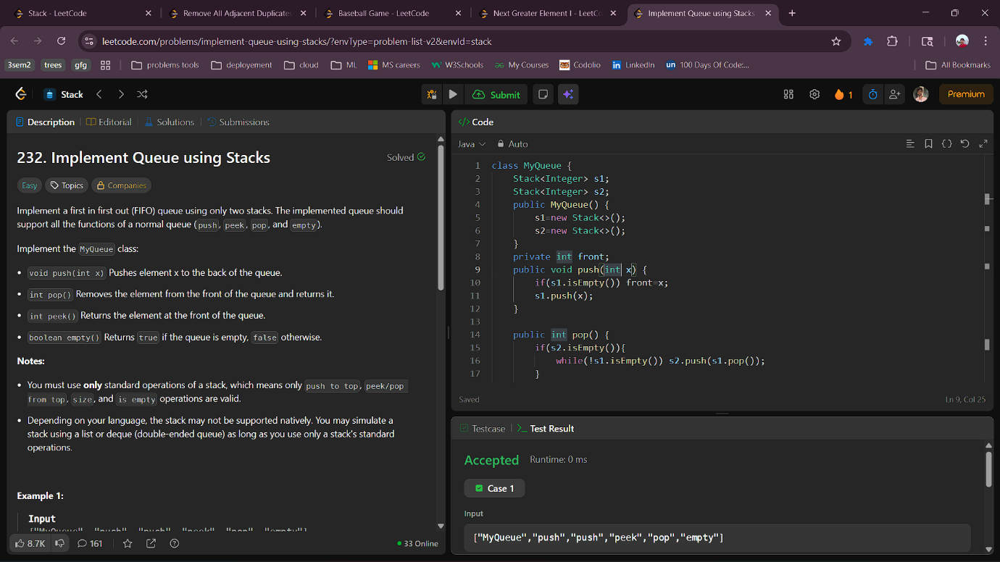 Stack - LeetCode
Remove All Adjacent Duplicates
Baseball Game - LeetCode
Next Greater Element I - LeetCo
Implement Queue using Stacks
leetcode.com/problems/implement-queue-using-stacks/?envType=problem-list-v2&envId=stack
3sem2 trees gfg problems tools deployement cloud ML MS careers W3Schools My Courses Codolio LinkedIn 100 Days Of Code:... All Bookmarks
Stack Submit 1 Premium
Description Editorial Solutions Submissions
232. Implement Queue using Stacks
Solved
Easy Topics Companies
Implement a first in first out (FIFO) queue using only two stacks. The implemented queue should
support all the functions of a normal queue (push, peek, pop, and empty).
Implement the MyQueue class:
• void push(int x) Pushes element x to the back of the queue.
• int pop() Removes the element from the front of the queue and returns it.
• int peek() Returns the element at the front of the queue.
• boolean empty() Returns true if the queue is empty, false otherwise.
Notes:
• You must use only standard operations of a stack, which means only push to top, peek/pop
from top, size, and is empty operations are valid.
• Depending on your language, the stack may not be supported natively. You may simulate a
stack using a list or deque (double-ended queue) as long as you use only a stack's standard
operations.
Example 1:
Input
["MyQueue", "push", "push", "peek", "pop", "empty"]
8.7K 161 33 Online
Code
Java Auto
1 class MyQueue {
2 Stack<Integer> s1;
3 Stack<Integer> s2;
4 public MyQueue() {
5 s1=new Stack<>();
6 s2=new Stack<>();
7 }
8 private int front;
9 public void push(int x) {
10 if(s1.isEmpty()) front=x;
11 s1.push(x);
12 }
13
14 public int pop() {
15 if(s2.isEmpty()){
16 while(!s1.isEmpty()) s2.push(s1.pop());
17 }
Saved Ln 9, Col 25
Testcase Test Result
Accepted Runtime: 0 ms
Case 1
Input
["MyQueue","push","push","peek","pop","empty"]